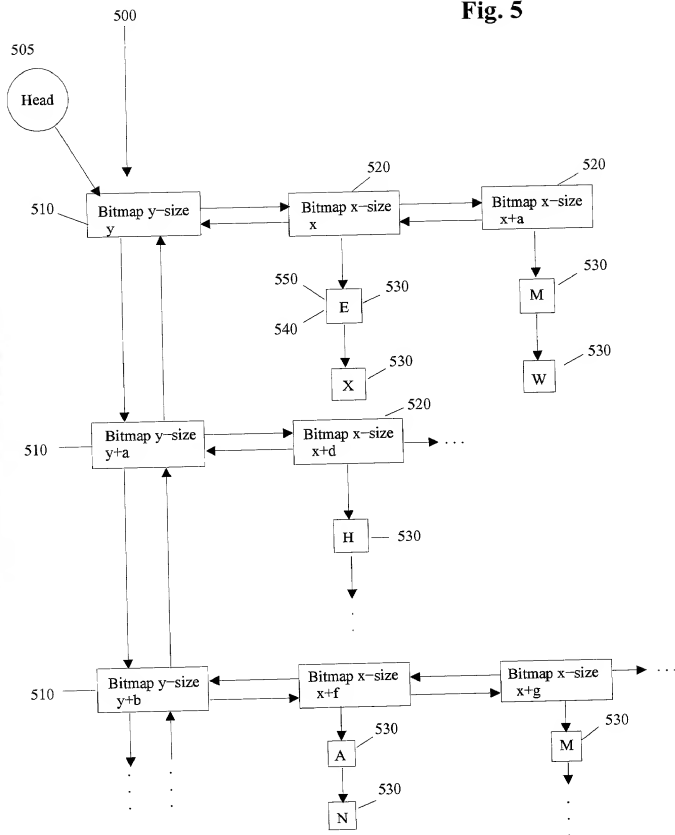 Fig. 5
500
505
Head
520
520
510
Bitmap y-size
y
Bitmap x-size
x
Bitmap x-size
x+a
550
530
530
540
E
M
530
530
X
W
520
510
Bitmap y-size
y+a
Bitmap x-size
x+d
. . .
H
530
510
Bitmap y-size
y+b
Bitmap x-size
x+f
Bitmap x-size
x+g
. . .
530
530
A
M
530
N